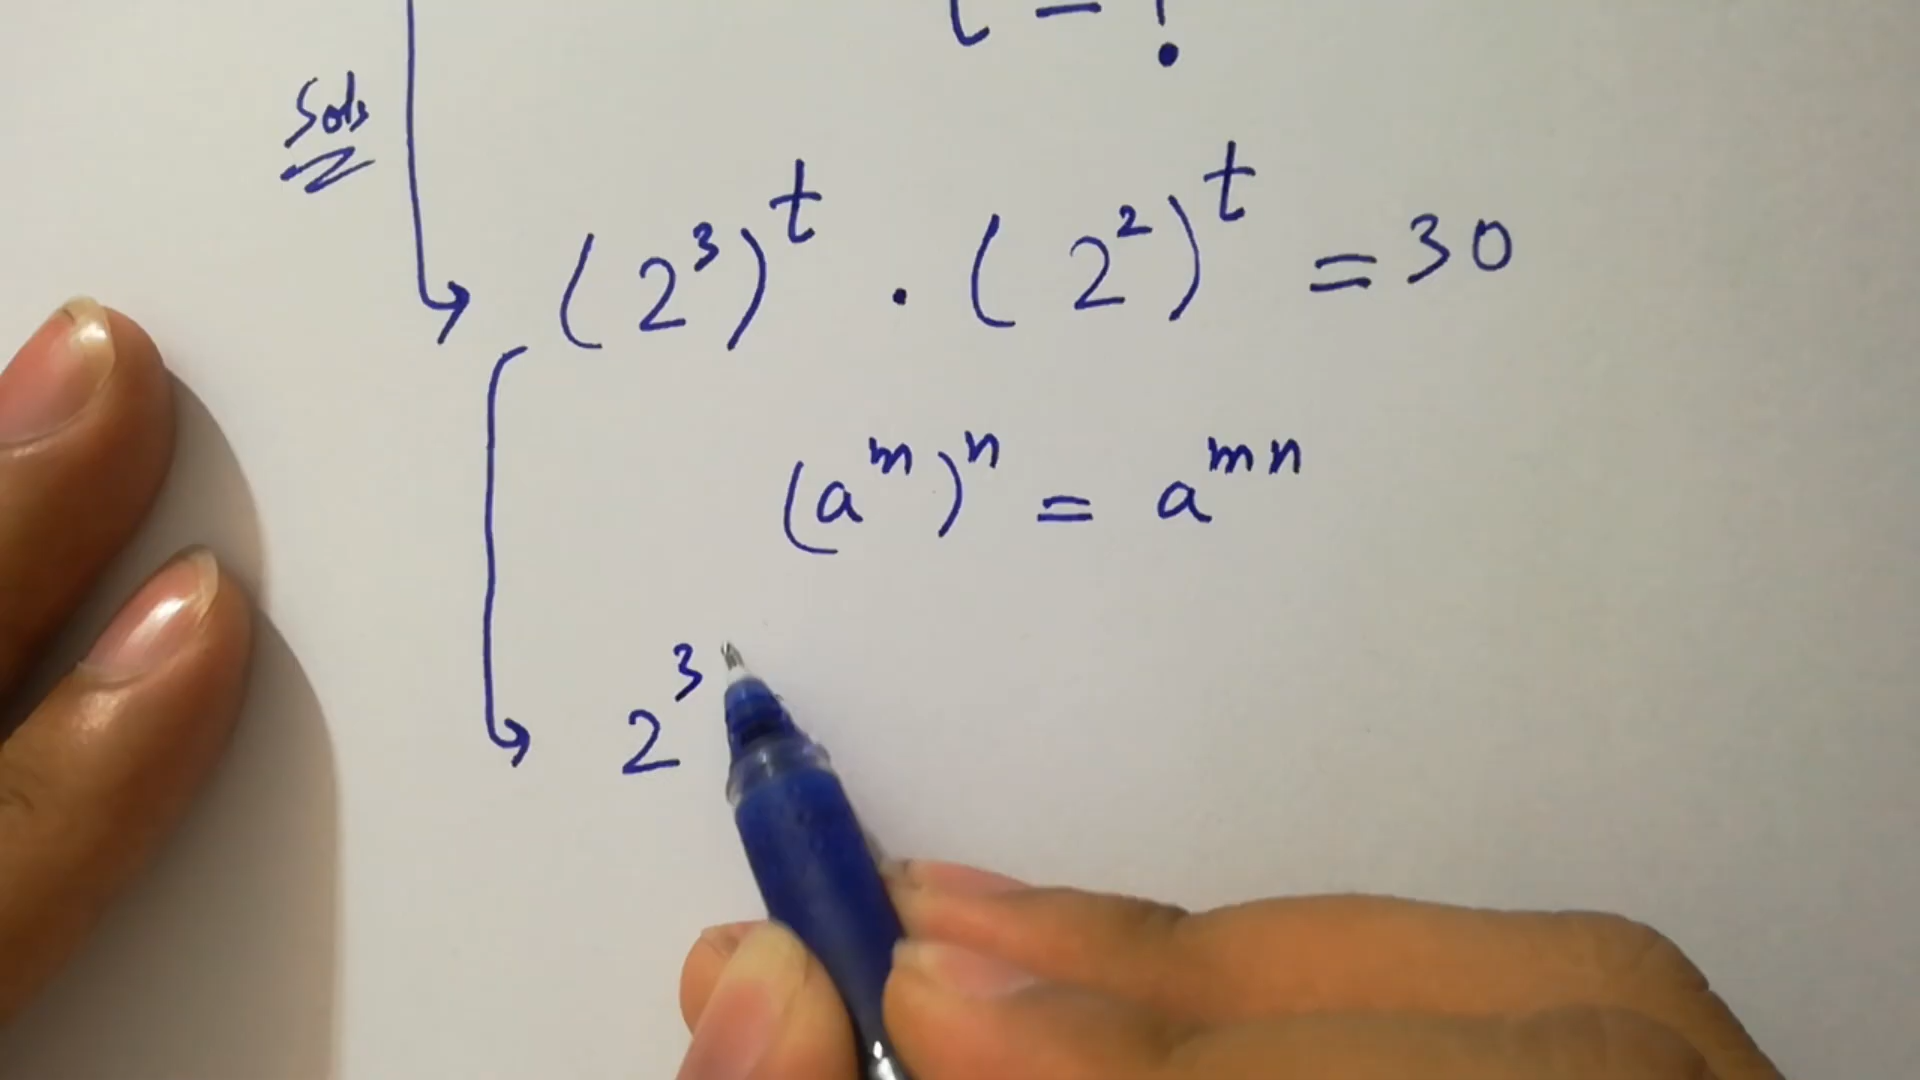 t = ?
Sol:
(2³)ᵗ . (2²)ᵗ = 30
(aᵐ)ⁿ = aᵐⁿ
2³